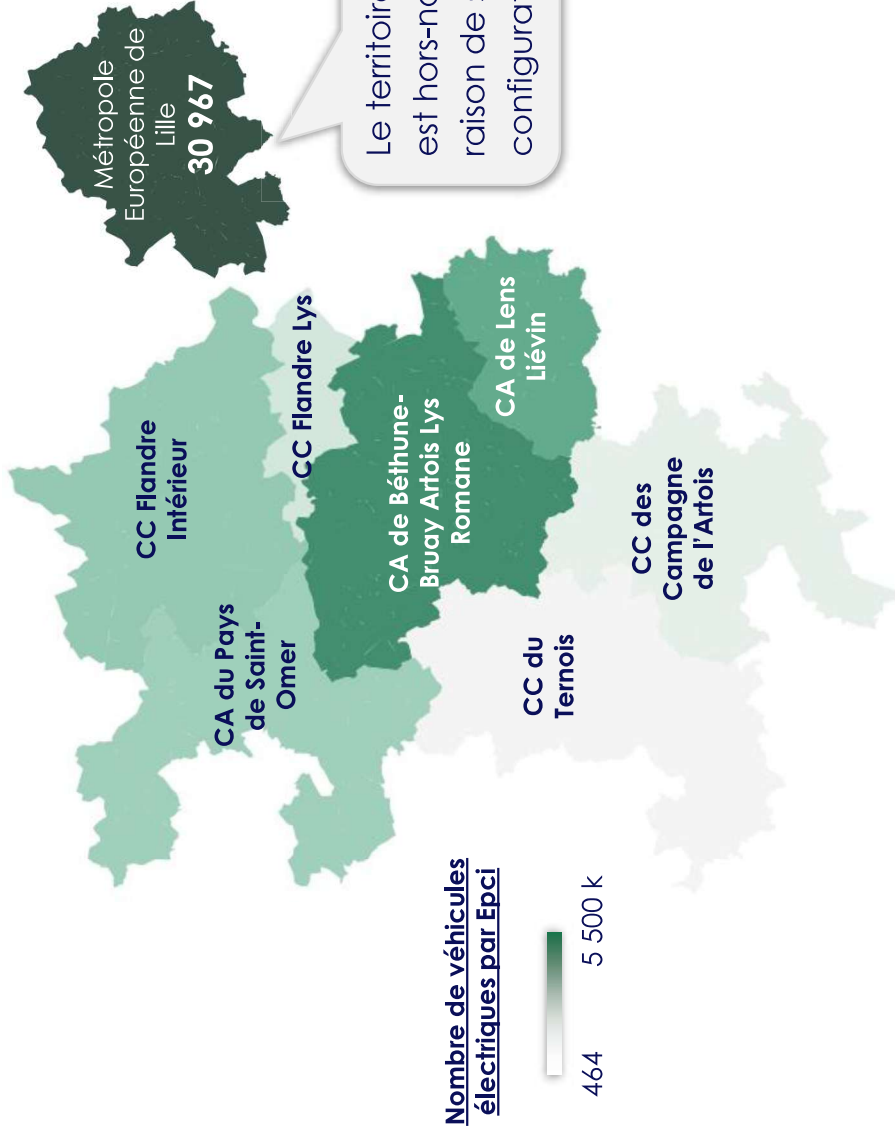 Métropole
Européenne de
Lille
30 967
Le territoire
est hors-no
raison de
configurat
CC Flandre
Intérieur
CC Flandre Lys
CA du Pays
de Saint-
Omer
CA de Béthune-
Bruay Artois Lys
Romane
CA de Lens
Liévin
CC du
Ternois
CC des
Campagne
de l'Artois
Nombre de véhicules
électriques par Epci
464
5 500 k